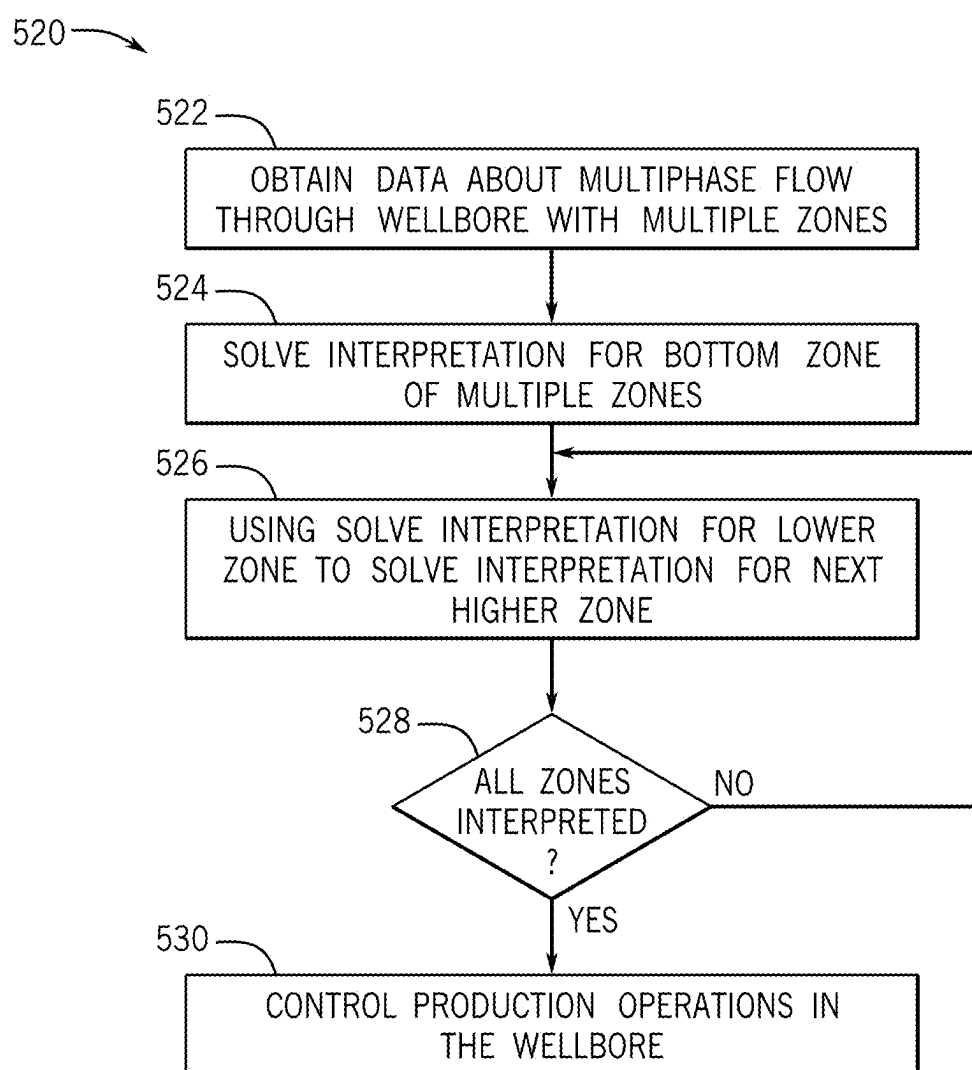 520
522
OBTAIN DATA ABOUT MULTIPHASE FLOW
THROUGH WELLBORE WITH MULTIPLE ZONES
524
SOLVE INTERPRETATION FOR BOTTOM ZONE
OF MULTIPLE ZONES
526
USING SOLVE INTERPRETATION FOR LOWER
ZONE TO SOLVE INTERPRETATION FOR NEXT
HIGHER ZONE
528
ALL ZONES
INTERPRETED
?
NO
YES
530
CONTROL PRODUCTION OPERATIONS IN
THE WELLBORE